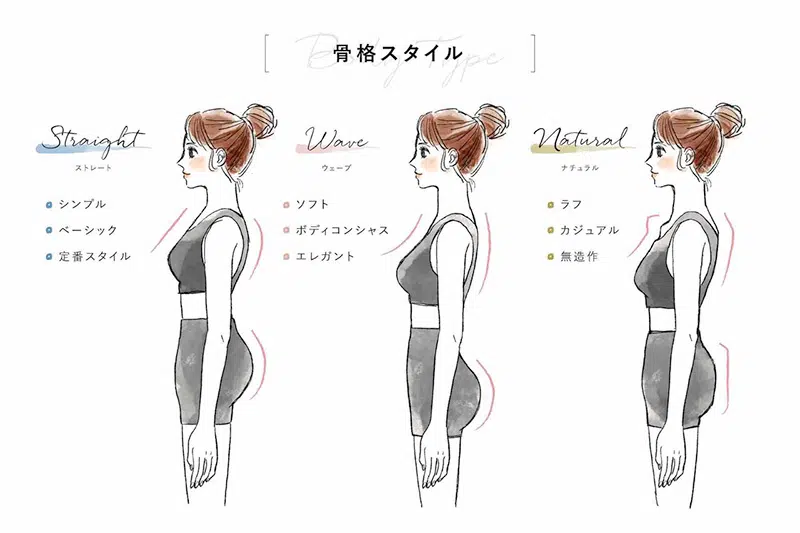 Body Type
骨格スタイル
Straight
ストレート
シンプル
ベーシック
定番スタイル
Wave
ウェーブ
ソフト
ボディコンシャス
エレガント
Natural
ナチュラル
ラフ
カジュアル
無造作